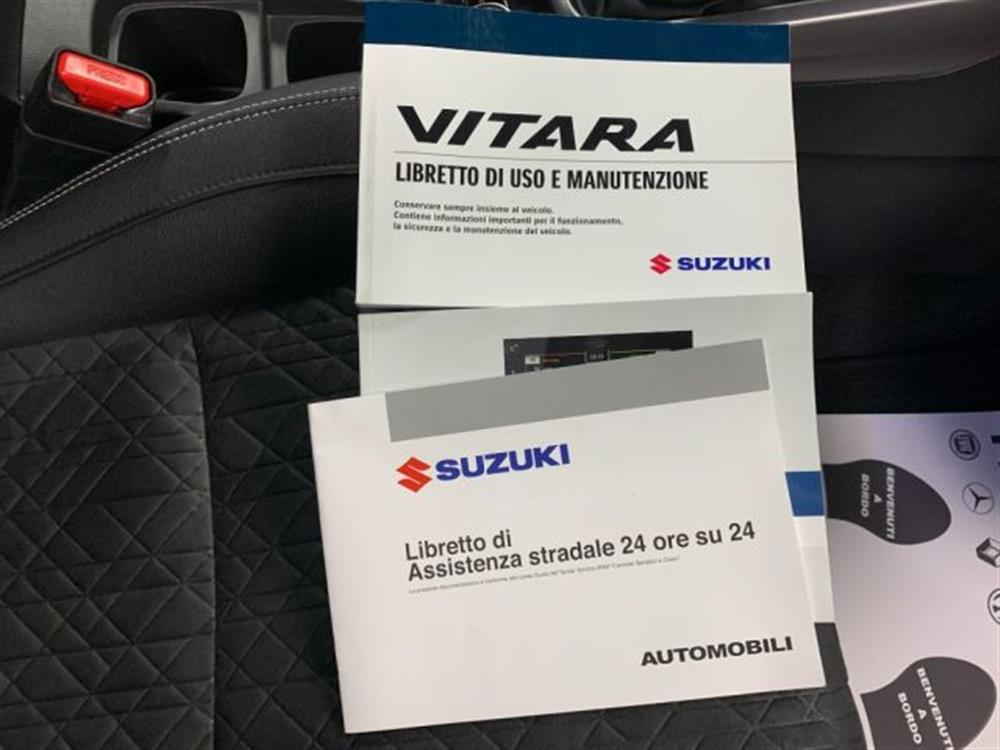 PRESS
VITARA
LIBRETTO DI USO E MANUTENZIONE
Conservare sempre insieme al veicolo.
Contiene informazioni importanti per il funzionamento,
la sicurezza e la manutenzione del veicolo.
SUZUKI
SUZUKI
Libretto di
Assistenza stradale 24 ore su 24
AUTOMOBILI
BENVENUTI
A
BORDO
BENVENUTI
A
BORDO